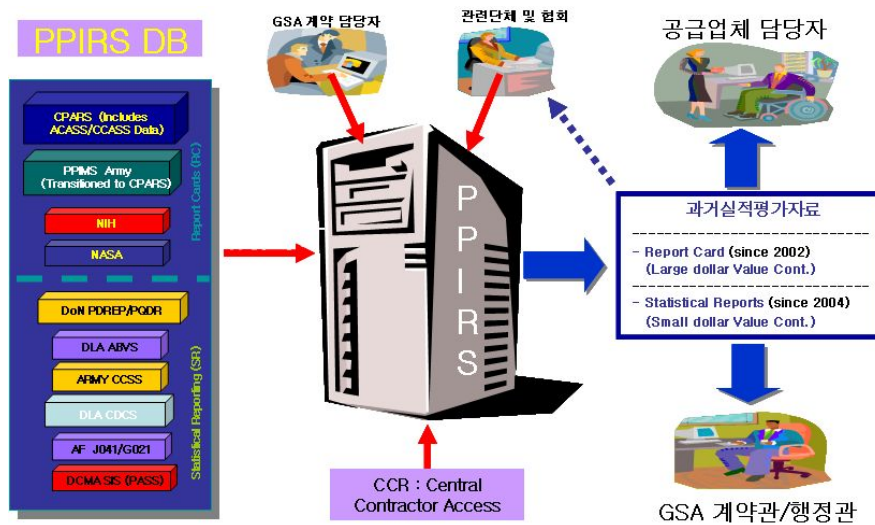 PPIRS DB
GSA 계약 담당자
관련단체 및 협회
공급업체 담당자
CPARS (Includes
ACASS/CCASS Data)
PPIMS Army
(Transitioned to CPARS)
NIH
NASA
Report Cards (RC)
DoN PDREP/PQDR
DLA ABVS
ARMY CCSS
DLA CDCS
AF J041/G021
DCMA SIS (PASS)
Statistical Reporting (SR)
PPIRS
CCR : Central
Contractor Access
과거실적평가자료
- Report Card (since 2002)
(Large dollar Value Cont.)
- Statistical Reports (since 2004)
(Small dollar Value Cont.)
GSA 계약관/행정관